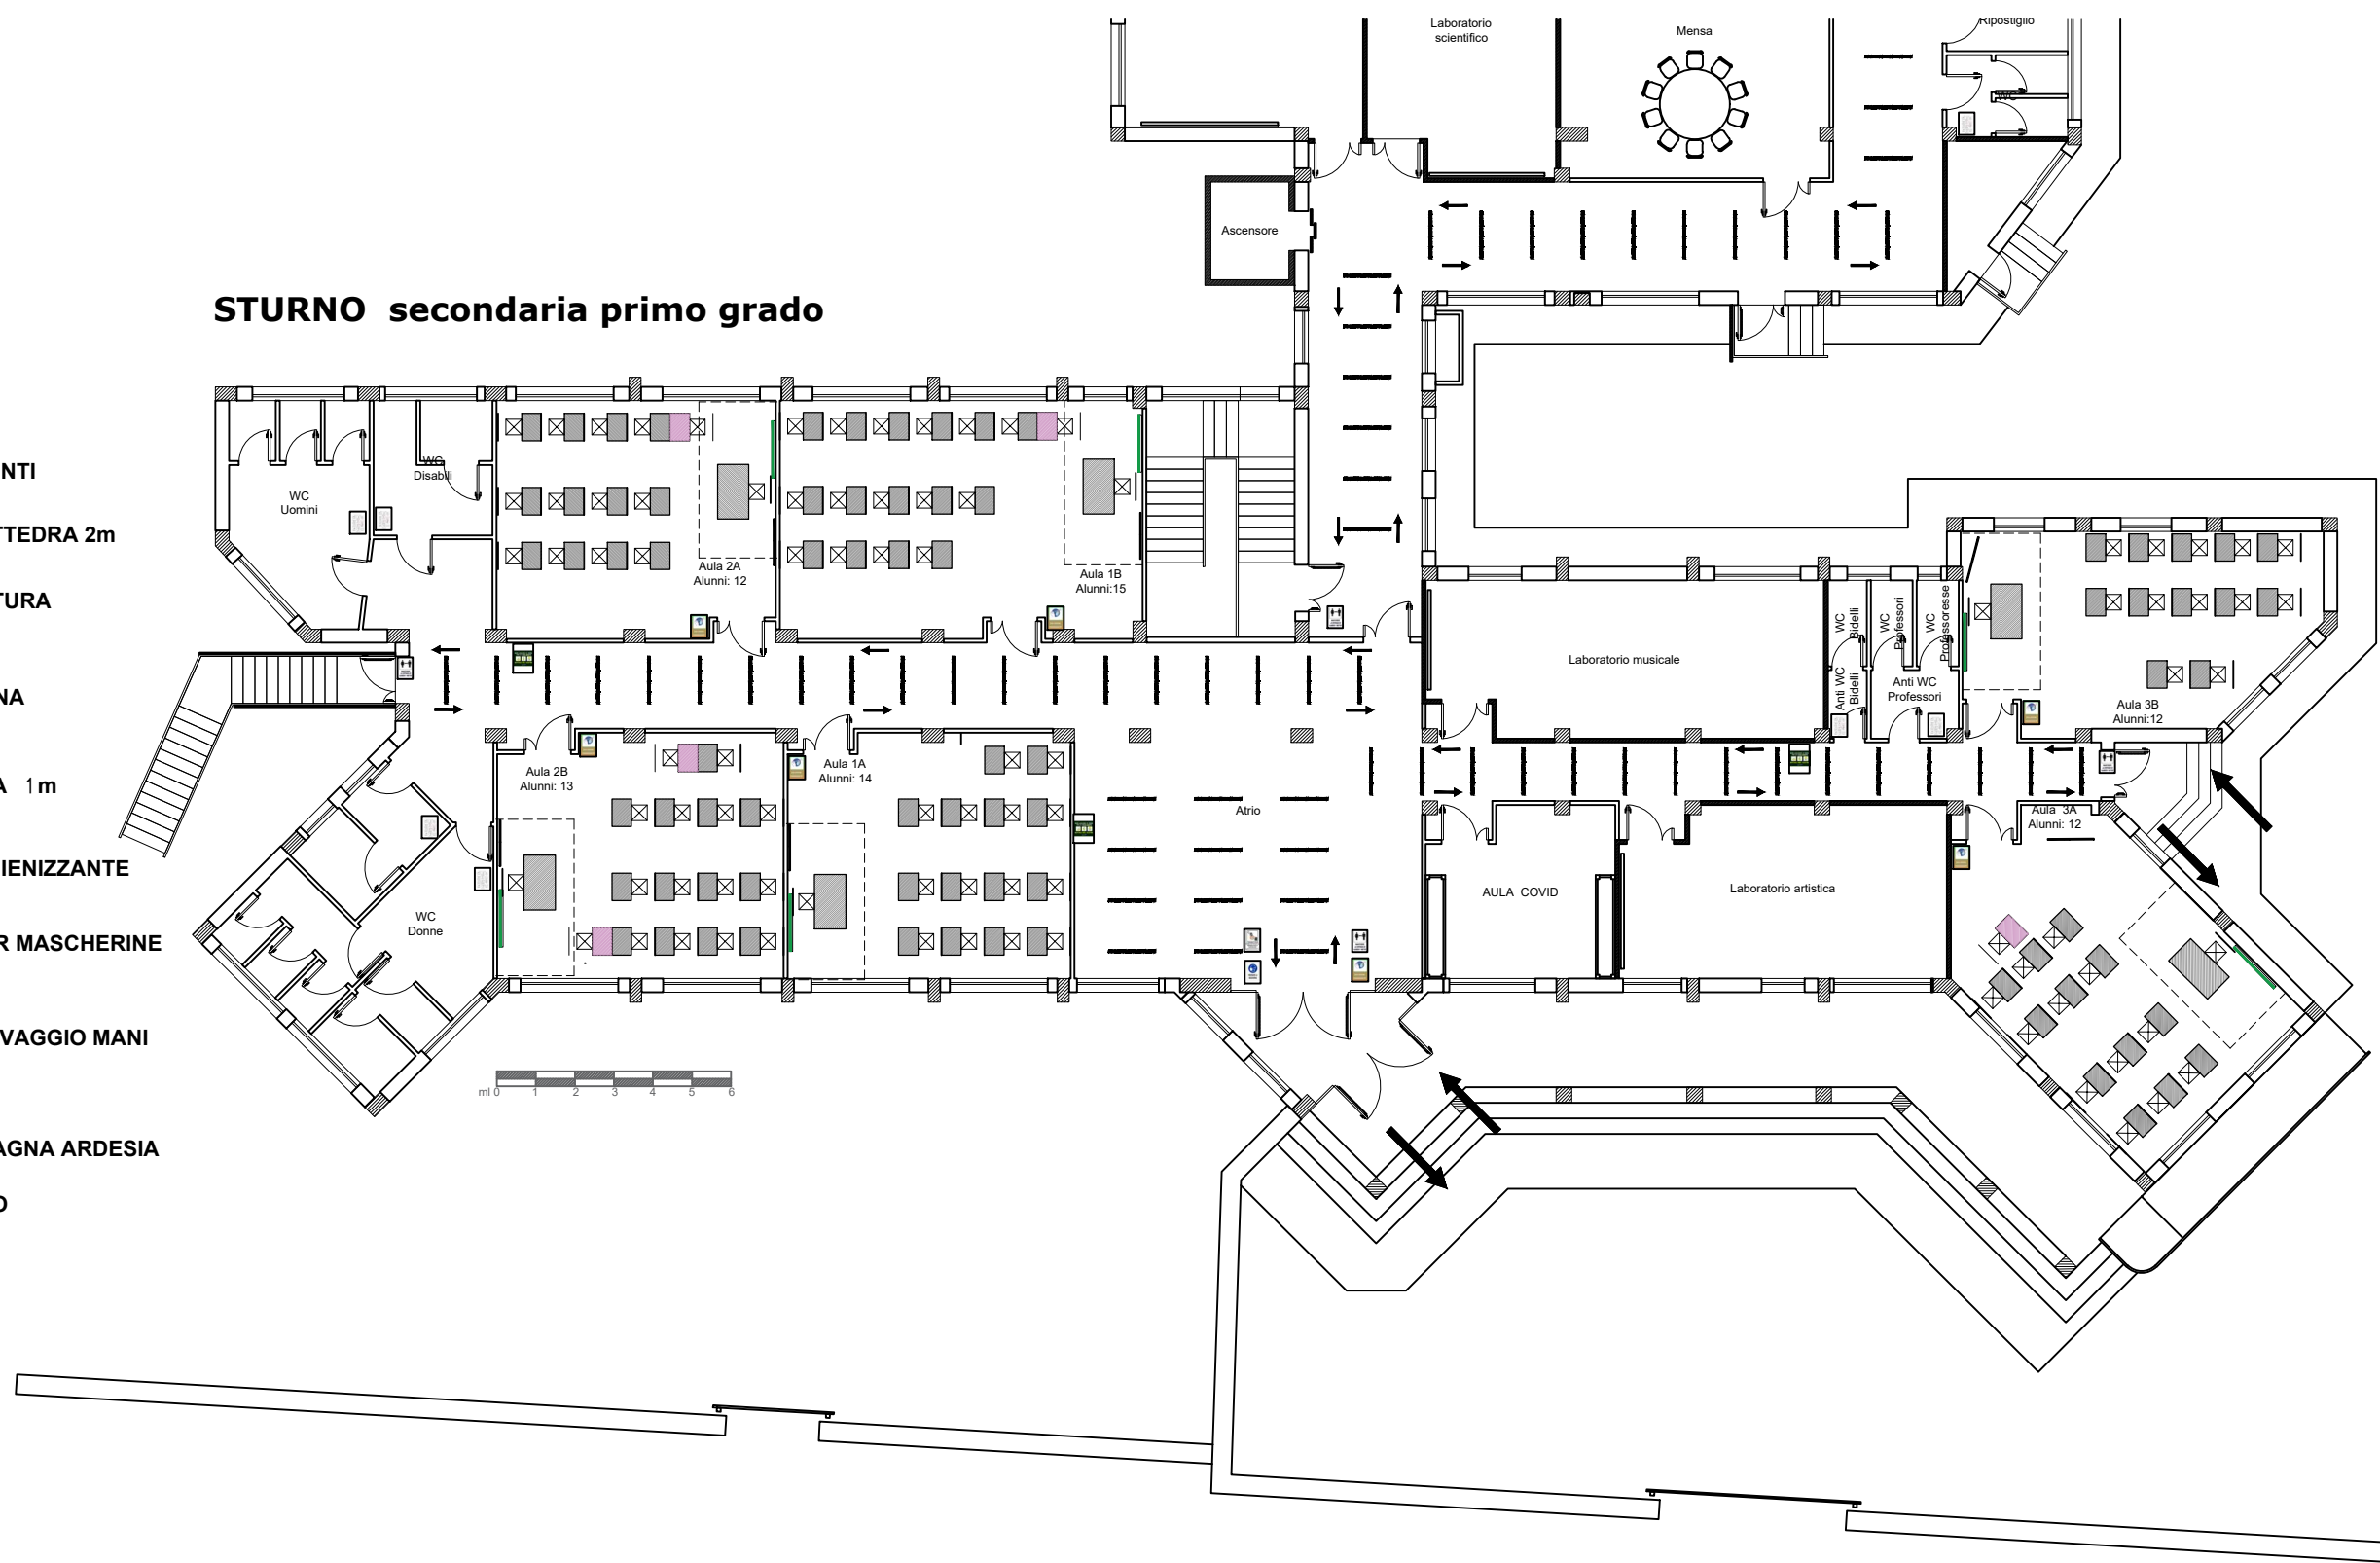 Laboratorio
scientifico
Mensa
Ripostiglio
WC
Ascensore
STURNO secondaria primo grado
NTI
TTEDRA 2m
TURA
NA
A 1m
IENIZZANTE
R MASCHERINE
VAGGIO MANI
AGNA ARDESIA
O
WC
Disabili
WC
Uomini
Aula 2A
Alunni: 12
Aula 1B
Alunni:15
Laboratorio musicale
WC
Bidelli
WC
Professori
WC
Professoresse
Anti WC
Bidelli
Anti WC
Professori
Aula 3B
Alunni:12
Aula 2B
Alunni: 13
Aula 1A
Alunni: 14
Atrio
Aula 3A
Alunni: 12
AULA COVID
Laboratorio artistica
WC
Donne
ml 0 1 2 3 4 5 6